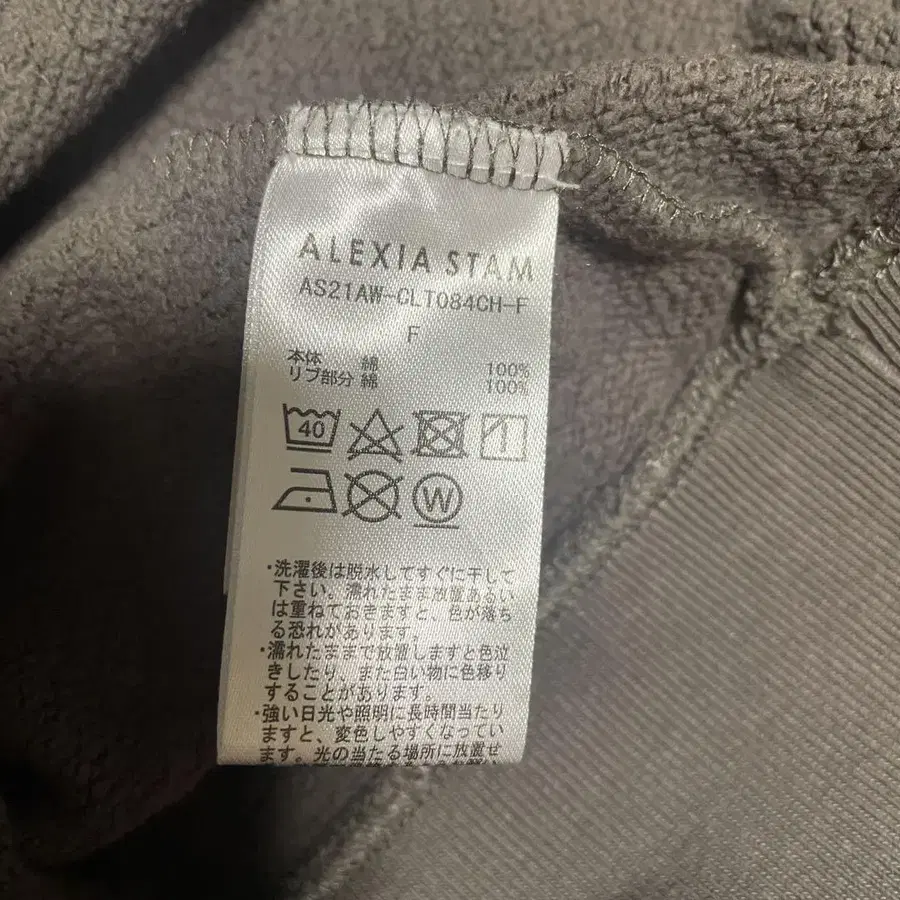 ALEXIA STAM
AS21AW-CLT084CH-F
F
本体 綿 100%
リブ部分 綿 100%
40
W
・洗濯後は脱水してすぐに干して
下さい。濡れたまま放置あるい
は重ねておきますと、色が落ち
る恐れがあります。
・濡れたままで放置しますと色泣
きしたり、また白い物に色移り
することがあります。
・強い日光や照明に長時間当たり
ますと、変色しやすくなってい
ます。光の当たる場所に放置せ